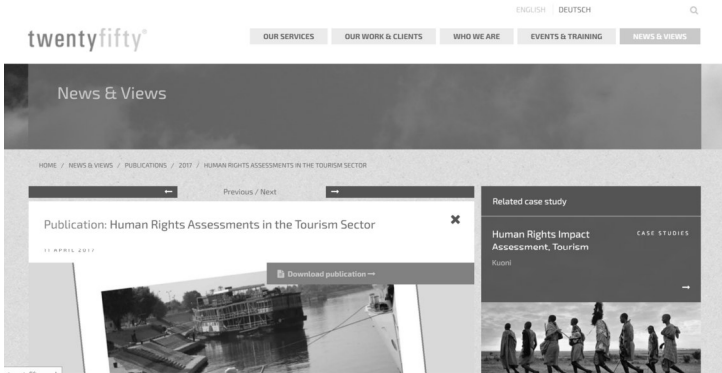 ENGLISH DEUTSCH
twentyfifty
OUR SERVICES OUR WORK & CLIENTS WHO WE ARE EVENTS & TRAINING NEWS & VIEWS
News & Views
HOME / NEWS & VIEWS / PUBLICATIONS / 2017 / HUMAN RIGHTS ASSESSMENTS IN THE TOURISM SECTOR
← Previous / Next →
Publication: Human Rights Assessments in the Tourism Sector
11 APRIL 2017
Download publication →
Related case study
Human Rights Impact CASE STUDIES
Assessment, Tourism
Kuoni
→